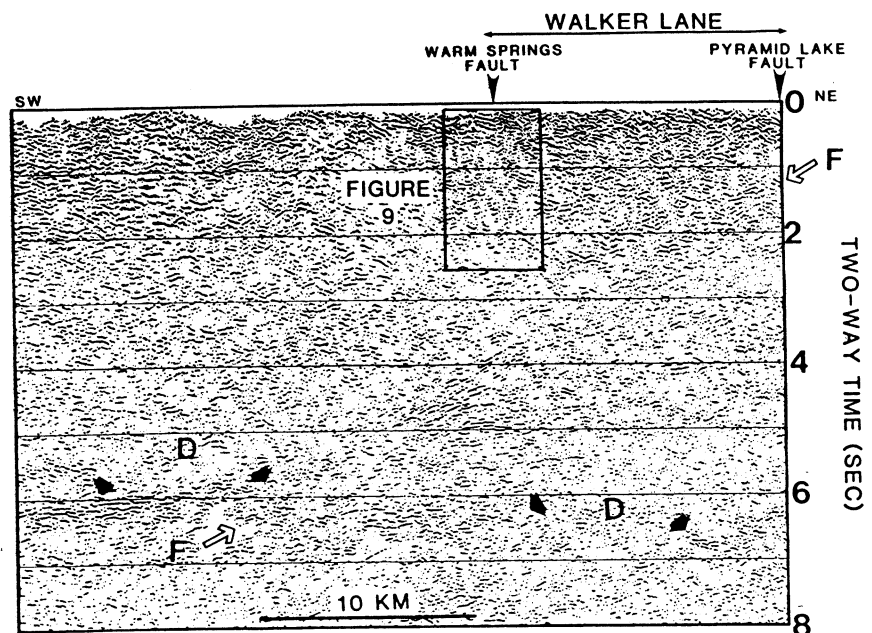 WALKER LANE
WARM SPRINGS
FAULT
PYRAMID LAKE
FAULT
SW
0 NE
F
FIGURE
9
2
TWO-WAY TIME (SEC)
4
D
6
D
F
10 KM
8